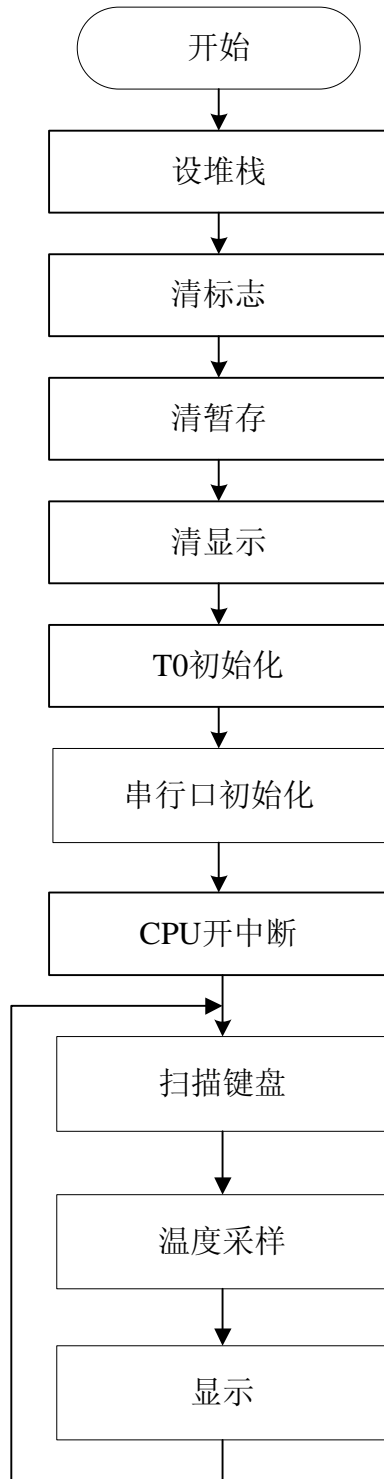 开始
设堆栈
清标志
清暂存
清显示
T0初始化
串行口初始化
CPU开中断
扫描键盘
温度采样
显示